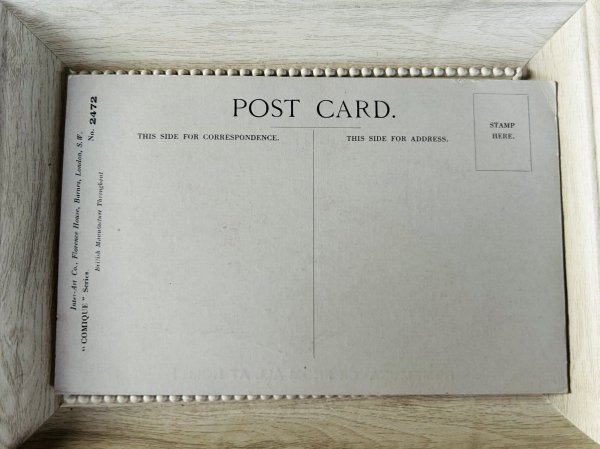 POST CARD.
THIS SIDE FOR CORRESPONDENCE.
THIS SIDE FOR ADDRESS.
STAMP
HERE.
"COMIQUE" Series
Inter-Art Co., Florence House, Barnes, London, S.W.
No. 2472
British Manufacture Throughout